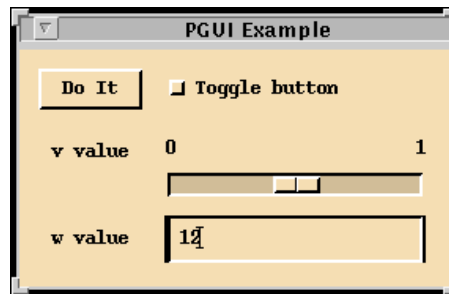 PGUI Example
Do It Toggle button
v value 0 1
w value 12